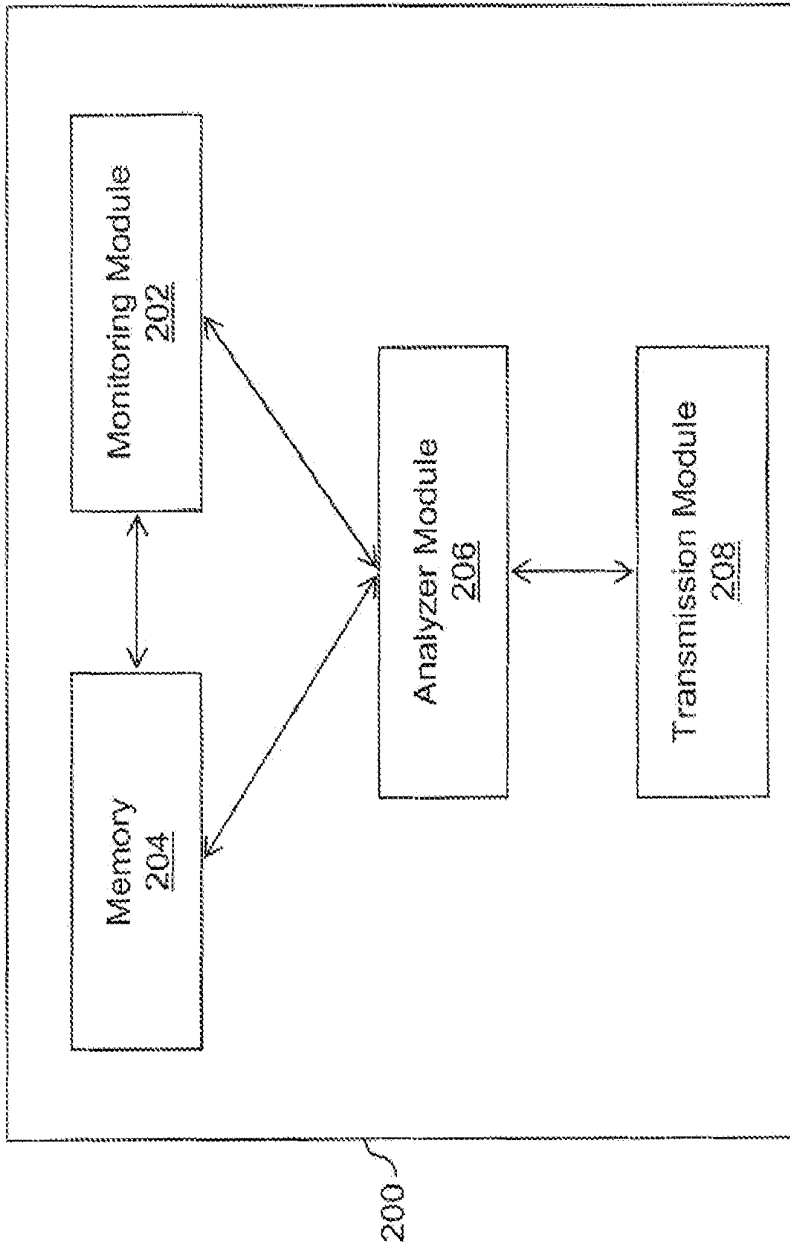 200
Memory
204
Monitoring Module
202
Analyzer Module
206
Transmission Module
208